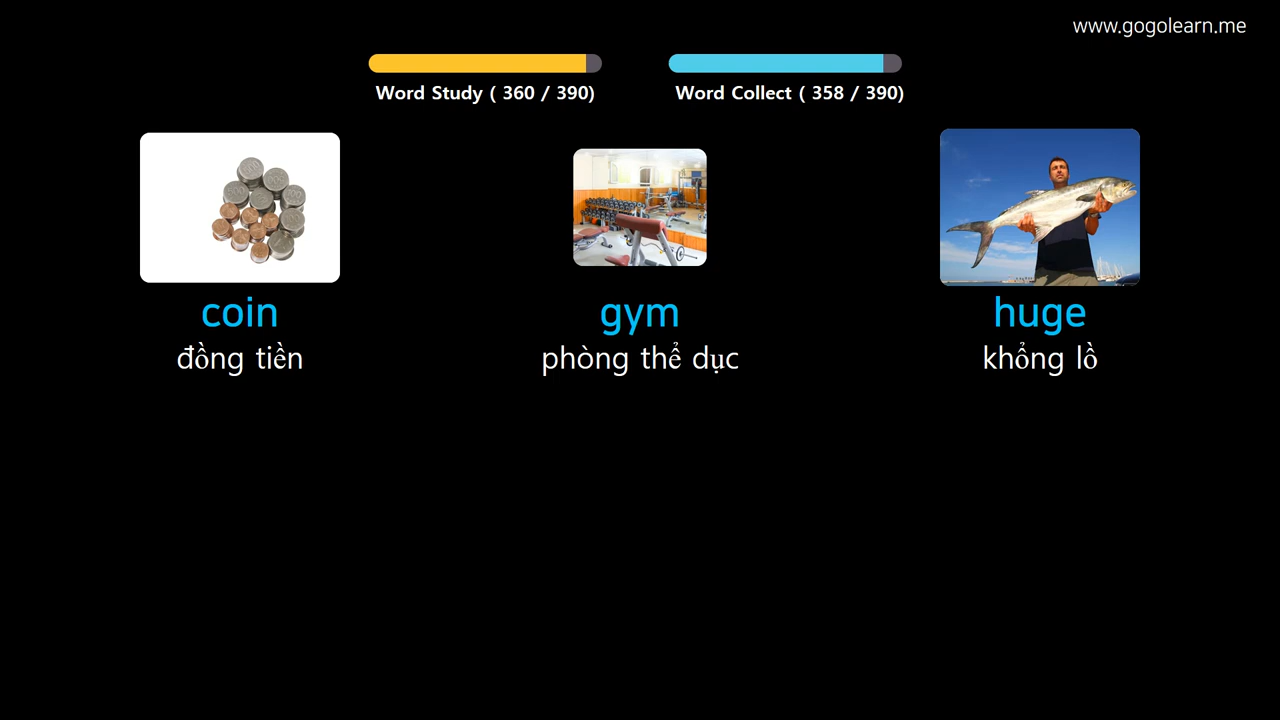 www.gogolearn.me
Word Study ( 360 / 390)
Word Collect ( 358 / 390)
coin
gym
huge
đồng tiền
phòng thể dục
khổng lồ